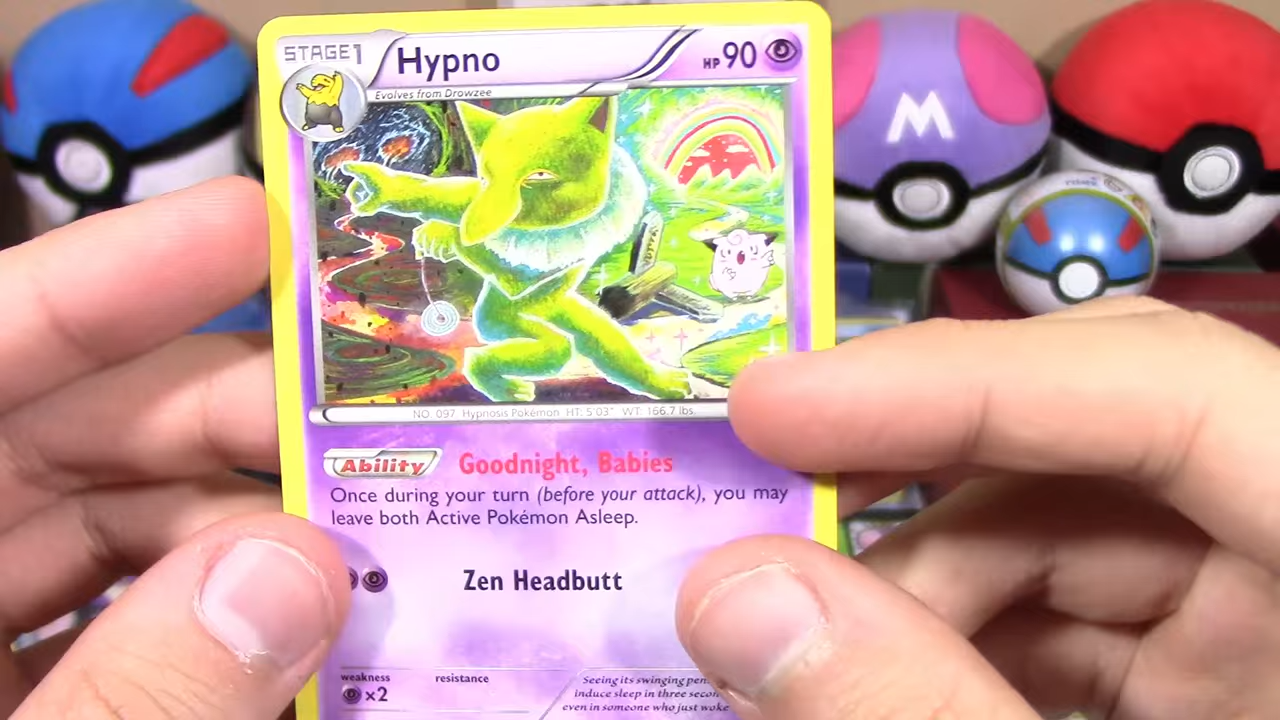 STAGE1
Hypno
HP 90
Evolves from Drowzee
M
NO. 097 Hypnosis Pokémon HT: 5'03" WT: 166.7 lbs.
Ability
Goodnight, Babies
Once during your turn (before your attack), you may
leave both Active Pokémon Asleep.
Zen Headbutt
weakness
resistance
×2
Seeing its swinging
induce sleep in three
even in someone who just woke